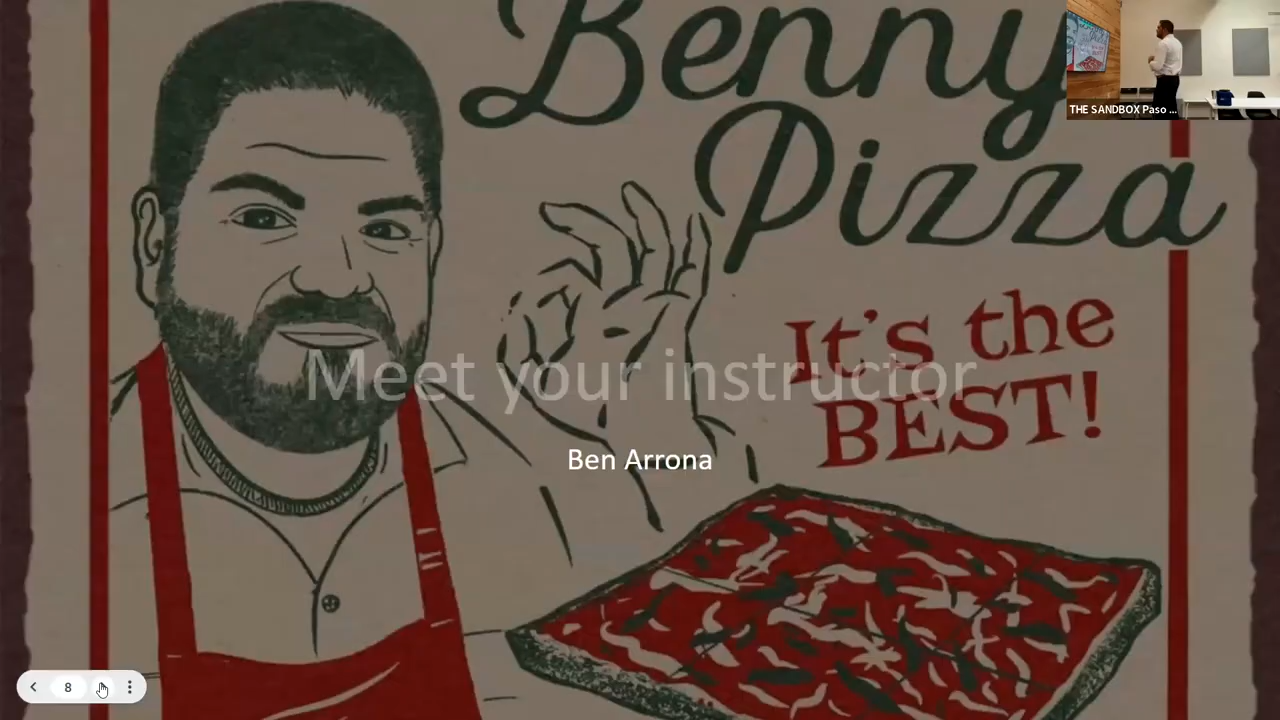 Benny
Pizza
THE SANDBOX Paso ...
It's the
BEST!
Meet your instructor
Ben Arrona
8